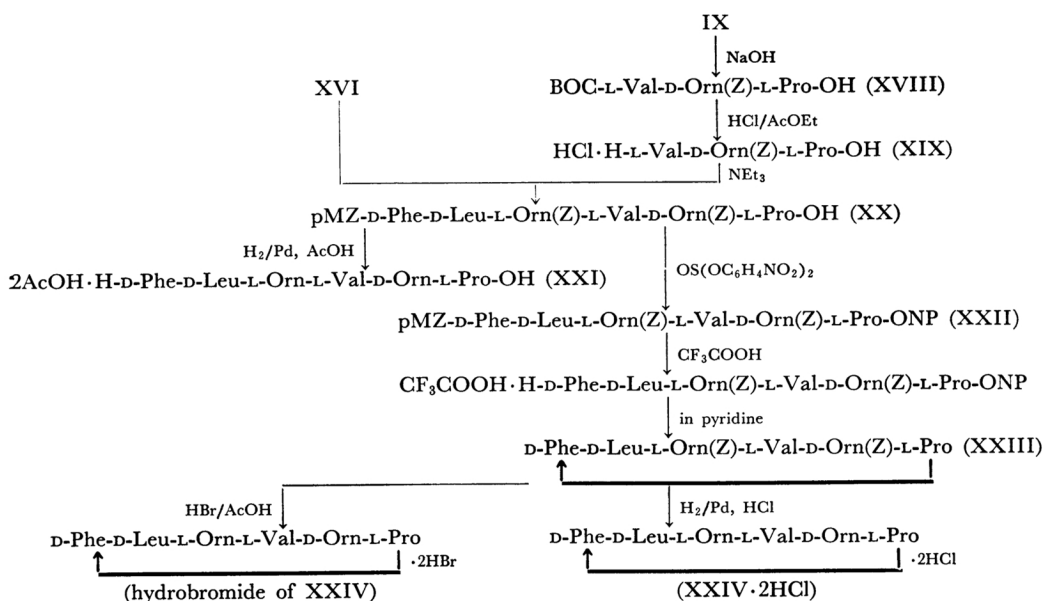 IX
NaOH
XVI
BOC-L-Val-D-Orn(Z)-L-Pro-OH (XVIII)
HCl/AcOEt
HCl·H-L-Val-D-Orn(Z)-L-Pro-OH (XIX)
NEt₃
pMZ-D-Phe-D-Leu-L-Orn(Z)-L-Val-D-Orn(Z)-L-Pro-OH (XX)
H₂/Pd, AcOH
OS(OC₆H₄NO₂)₂
2AcOH·H-D-Phe-D-Leu-L-Orn-L-Val-D-Orn-L-Pro-OH (XXI)
pMZ-D-Phe-D-Leu-L-Orn(Z)-L-Val-D-Orn(Z)-L-Pro-ONP (XXII)
CF₃COOH
CF₃COOH·H-D-Phe-D-Leu-L-Orn(Z)-L-Val-D-Orn(Z)-L-Pro-ONP
in pyridine
D-Phe-D-Leu-L-Orn(Z)-L-Val-D-Orn(Z)-L-Pro (XXIII)
HBr/AcOH
H₂/Pd, HCl
D-Phe-D-Leu-L-Orn-L-Val-D-Orn-L-Pro
·2HBr
D-Phe-D-Leu-L-Orn-L-Val-D-Orn-L-Pro
·2HCl
(hydrobromide of XXIV)
(XXIV·2HCl)